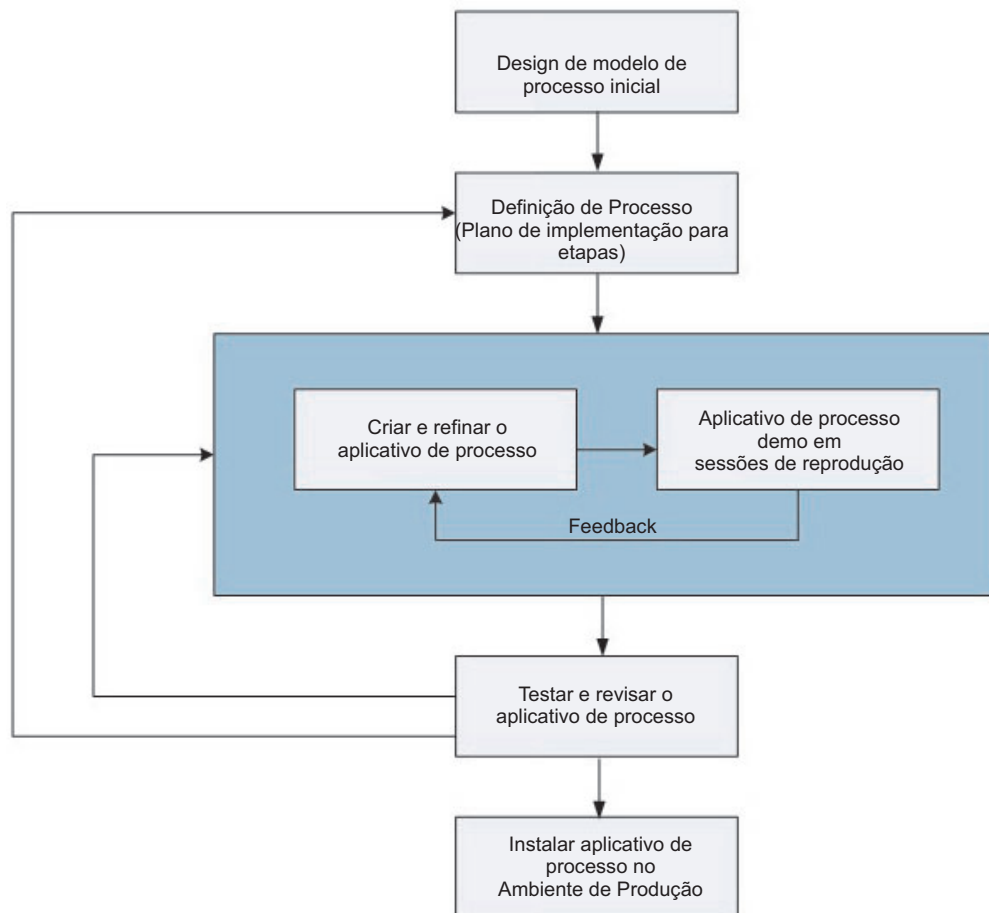 Design de modelo de
processo inicial
Definição de Processo
(Plano de implementação para
etapas)
Criar e refinar o
aplicativo de processo
Aplicativo de processo
demo em
sessões de reprodução
Feedback
Testar e revisar o
aplicativo de processo
Instalar aplicativo de
processo no
Ambiente de Produção